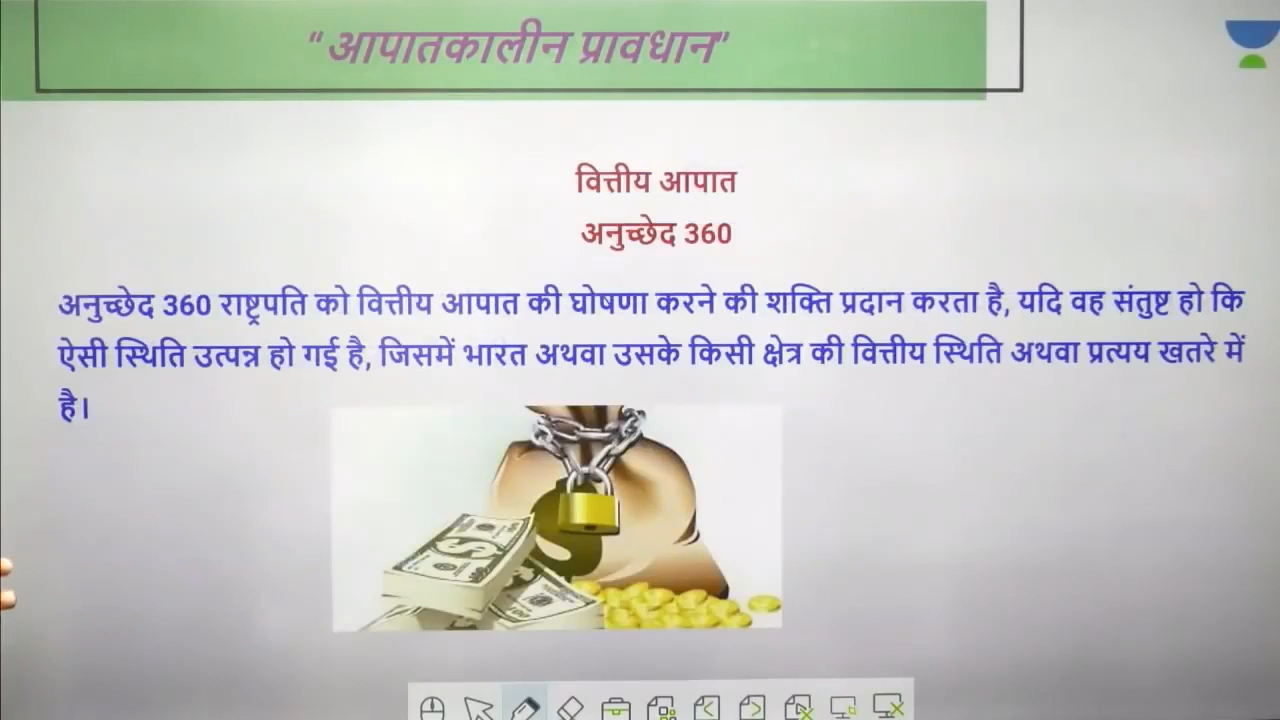 “आपातकालीन प्रावधान”
वित्तीय आपात
अनुच्छेद 360
अनुच्छेद 360 राष्ट्रपति को वित्तीय आपात की घोषणा करने की शक्ति प्रदान करता है, यदि वह संतुष्ट हो कि
ऐसी स्थिति उत्पन्न हो गई है, जिसमें भारत अथवा उसके किसी क्षेत्र की वित्तीय स्थिति अथवा प्रत्यय खतरे में
है।